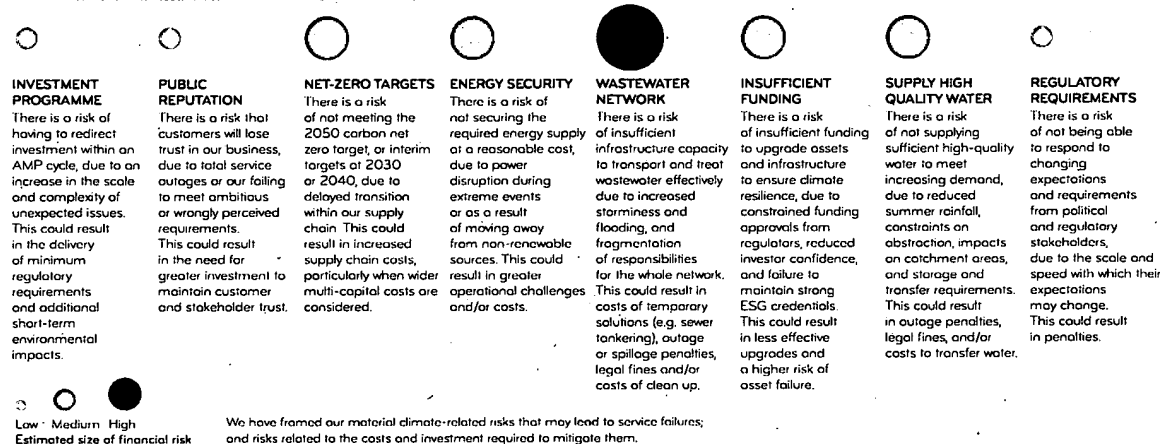 INVESTMENT
PROGRAMME
There is a risk of
having to redirect
investment within an
AMP cycle, due to an
increase in the scale
and complexity of
unexpected issues.
This could result
in the delivery
of minimum
regulatory
requirements
and additional
short-term
environmental
impacts.
PUBLIC
REPUTATION
There is a risk that
customers will lose
trust in our business,
due to total service
outages or our failing
to meet ambitious
or wrongly perceived
requirements.
This could result
in the need for
greater investment to
maintain customer
and stakeholder trust.
NET-ZERO TARGETS
There is a risk
of not meeting the
2050 carbon net
zero target, or interim
targets at 2030
or 2040, due to
delayed transition
within our supply
chain This could
result in increased
supply chain costs,
particularly when wider
multi-capital costs are
considered.
ENERGY SECURITY
There is a risk of
not securing the
required energy supply
at a reasonable cost,
due to power
disruption during
extreme events
or as a result
of moving away
from non-renewable
sources. This could
result in greater
operational challenges
and/or costs.
WASTEWATER
NETWORK
There is a risk
of insufficient
infrastructure capacity
to transport and treat
wastewater effectively
due to increased
storminess and
flooding, and
fragmentation
of responsibilities
for the whole network.
This could result in
costs of temporary
solutions (e.g. sewer
tankering), outage
or spillage penalties,
legal fines and/or
costs of clean up.
INSUFFICIENT
FUNDING
There is a risk
of insufficient funding
to upgrade assets
and infrastructure
to ensure climate
resilience, due to
constrained funding
approvals from
regulators, reduced
investor confidence,
and failure to
maintain strong
ESG credentials.
This could result
in less effective
upgrades and
a higher risk of
asset failure.
SUPPLY HIGH
QUALITY WATER
There is a risk
of not supplying
sufficient high-quality
water to meet
increasing demand,
due to reduced
summer rainfall,
constraints on
abstraction, impacts
on catchment areas,
and storage and
transfer requirements.
This could result
in outage penalties,
legal fines, and/or
costs to transfer water.
REGULATORY
REQUIREMENTS
There is a risk
of not being able
to respond to
changing
expectations
and requirements
from political
and regulatory
stakeholders,
due to the scale and
speed with which their
expectations
may change.
This could result
in penalties.
Low Medium High
Estimated size of financial risk
We have framed our material climate-related risks that may lead to service failures;
and risks related to the costs and investment required to mitigate them.